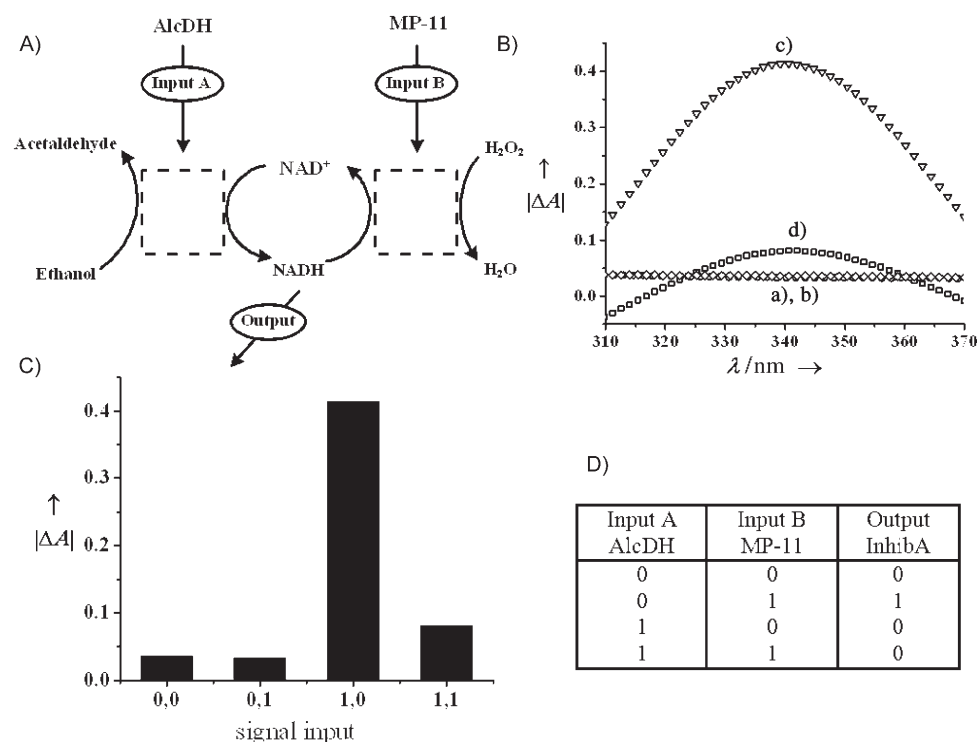 A)
AlcDH
MP-11
Input A
Input B
Acetaldehyde
NAD⁺
H₂O₂
Ethanol
NADH
H₂O
Output
B)
c)
0.4
0.3
↑
|ΔA|
0.2
d)
0.1
0.0
a), b)
310 320 330 340 350 360 370
λ/nm →
C)
0.4
0.3
↑
|ΔA|
0.2
0.1
0.0
0,0 0,1 1,0 1,1
signal input
D)
Input A Input B Output
AlcDH MP-11 InhibA
0 0 0
0 1 1
1 0 0
1 1 0